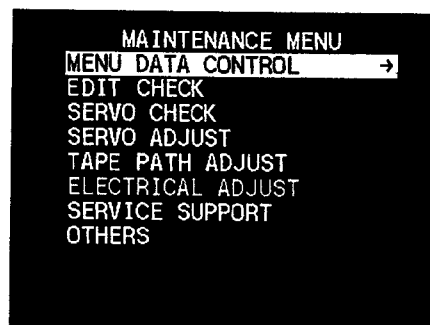 MAINTENANCE MENU
MENU DATA CONTROL →
EDIT CHECK
SERVO CHECK
SERVO ADJUST
TAPE PATH ADJUST
ELECTRICAL ADJUST
SERVICE SUPPORT
OTHERS